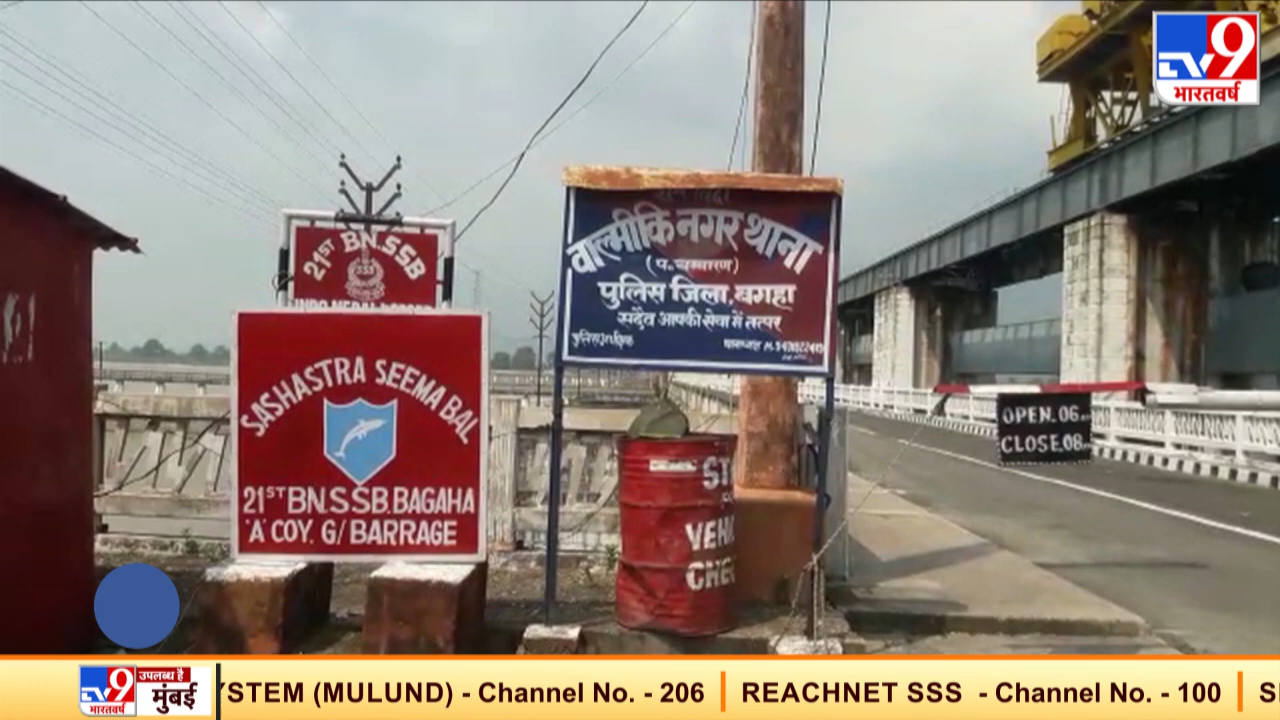 TV9
भारतवर्ष
21ST BN.SSB
SSB
SASHASTRA SEEMA BAL
21ST BN.S.S.B.BAGAHA
'A' COY. G/ BARRAGE
वाल्मीकि नगर थाना
(प.चम्पारण)
पुलिस जिला, बगहा
सदैव आपकी सेवा में तत्पर
OPEN.06
CLOSE.08
TV9
भारतवर्ष
उपलब्ध है
मुंबई
YSTEM (MULUND) - Channel No. - 206
REACHNET SSS - Channel No. - 100